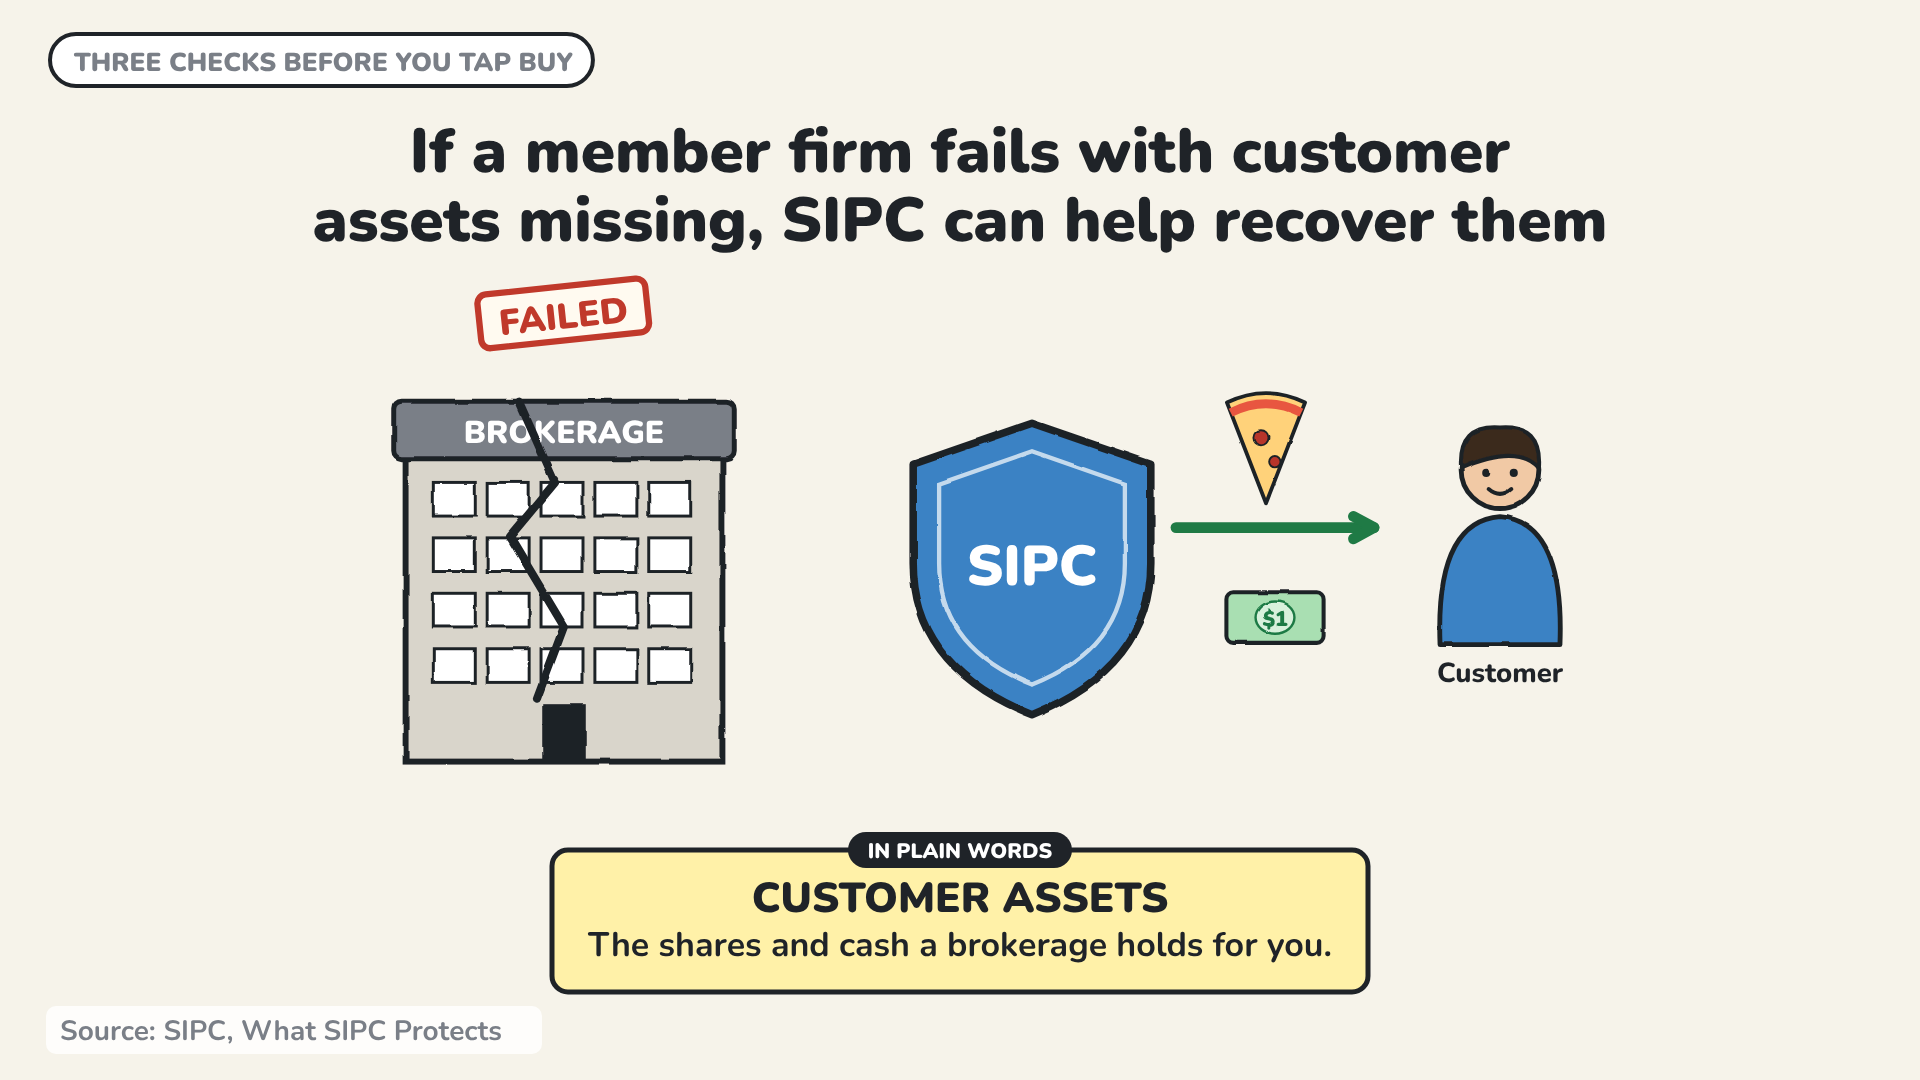 THREE CHECKS BEFORE YOU TAP BUY
If a member firm fails with customer
assets missing, SIPC can help recover them
FAILED
BROKERAGE
SIPC
$1
Customer
IN PLAIN WORDS
CUSTOMER ASSETS
The shares and cash a brokerage holds for you.
Source: SIPC, What SIPC Protects